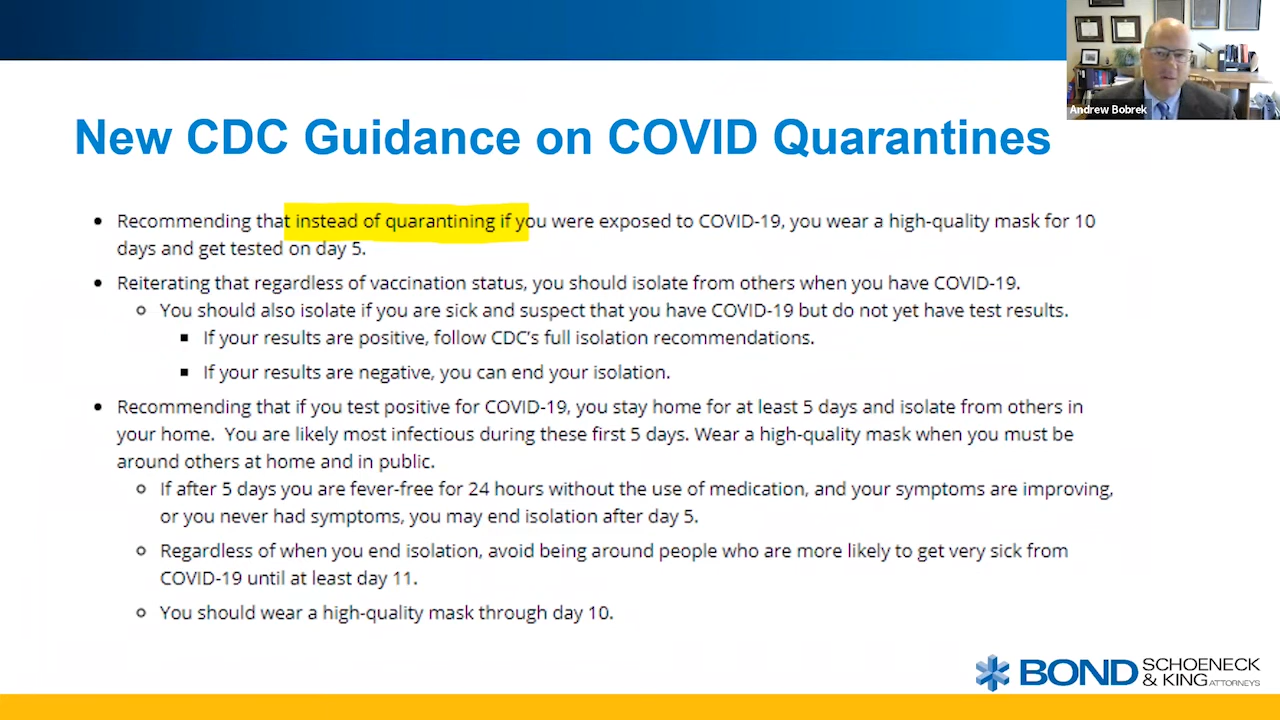 Andrew Bobrek
New CDC Guidance on COVID Quarantines
• Recommending that instead of quarantining if you were exposed to COVID-19, you wear a high-quality mask for 10
days and get tested on day 5.
• Reiterating that regardless of vaccination status, you should isolate from others when you have COVID-19.
o You should also isolate if you are sick and suspect that you have COVID-19 but do not yet have test results.
▪ If your results are positive, follow CDC's full isolation recommendations.
▪ If your results are negative, you can end your isolation.
• Recommending that if you test positive for COVID-19, you stay home for at least 5 days and isolate from others in
your home.  You are likely most infectious during these first 5 days. Wear a high-quality mask when you must be
around others at home and in public.
o If after 5 days you are fever-free for 24 hours without the use of medication, and your symptoms are improving,
or you never had symptoms, you may end isolation after day 5.
o Regardless of when you end isolation, avoid being around people who are more likely to get very sick from
COVID-19 until at least day 11.
o You should wear a high-quality mask through day 10.
BOND SCHOENECK
& KING ATTORNEYS